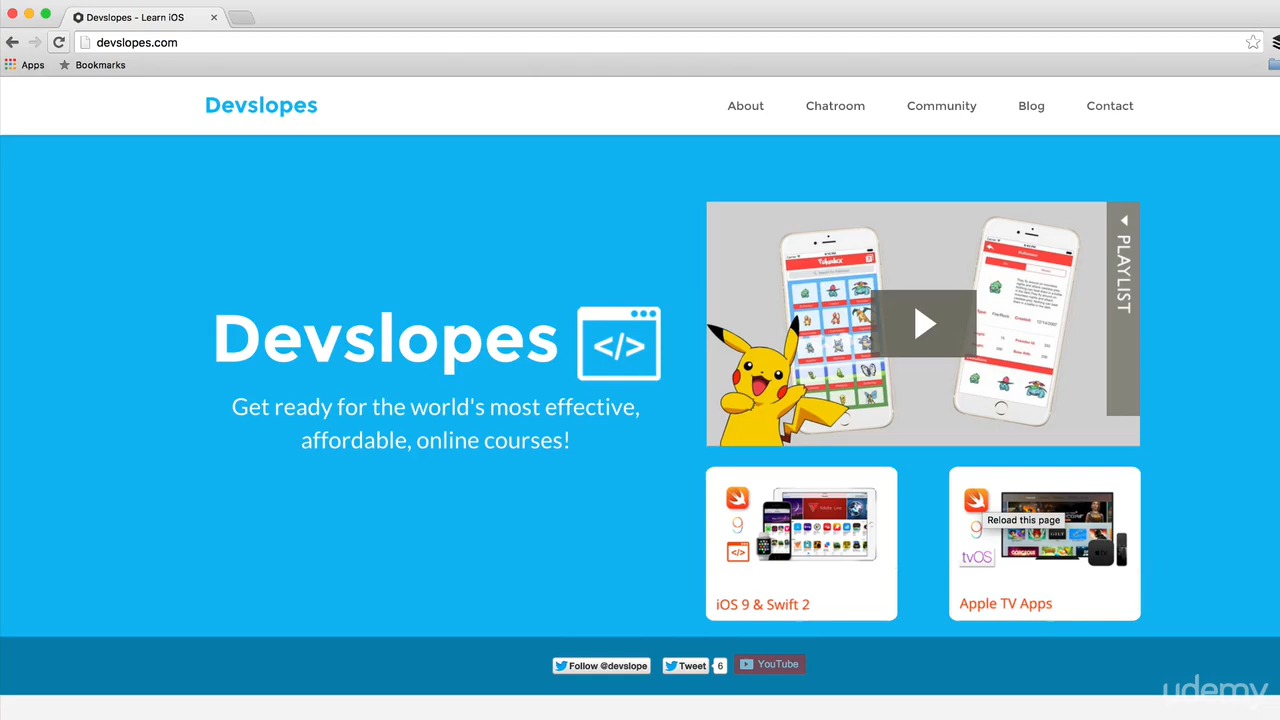 Devslopes - Learn iOS
devslopes.com
Apps Bookmarks
Devslopes
About Chatroom Community Blog Contact
PLAYLIST
Devslopes </>
Get ready for the world's most effective,
affordable, online courses!
9
</>
iOS 9 & Swift 2
Reload this page
9
tvOS
Apple TV Apps
Follow @devslope Tweet 6 YouTube
udemy